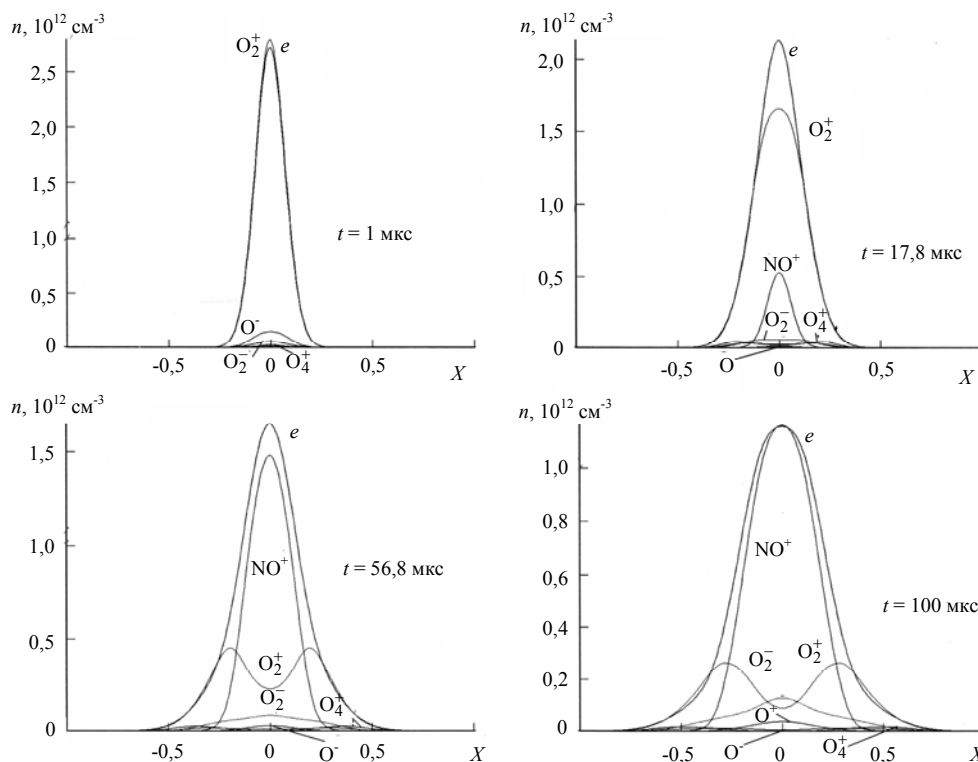 n, 10¹² см⁻³
O₂⁺ e
2,5
2,0
1,5
1,0
t = 1 мкс
0,5
O⁻
0
O₂⁻ O₄⁺
-0,5 0 0,5 X
n, 10¹² см⁻³
e
2,0
O₂⁺
1,5
1,0
t = 17,8 мкс
NO⁺
0,5
O₂⁻ O₄⁺
0
O⁻
-0,5 0 0,5 X
n, 10¹² см⁻³
e
1,5
1,0
NO⁺
t = 56,8 мкс
0,5
O₂⁺
O₂⁻
O₄⁺
0
O⁻
-0,5 0 0,5 X
n, 10¹² см⁻³
e
1,0
0,8
NO⁺
0,6
t = 100 мкс
0,4
O₂⁻ O₂⁺
0,2
O⁺
0
O⁻ O₄⁺
-0,5 0 0,5 X